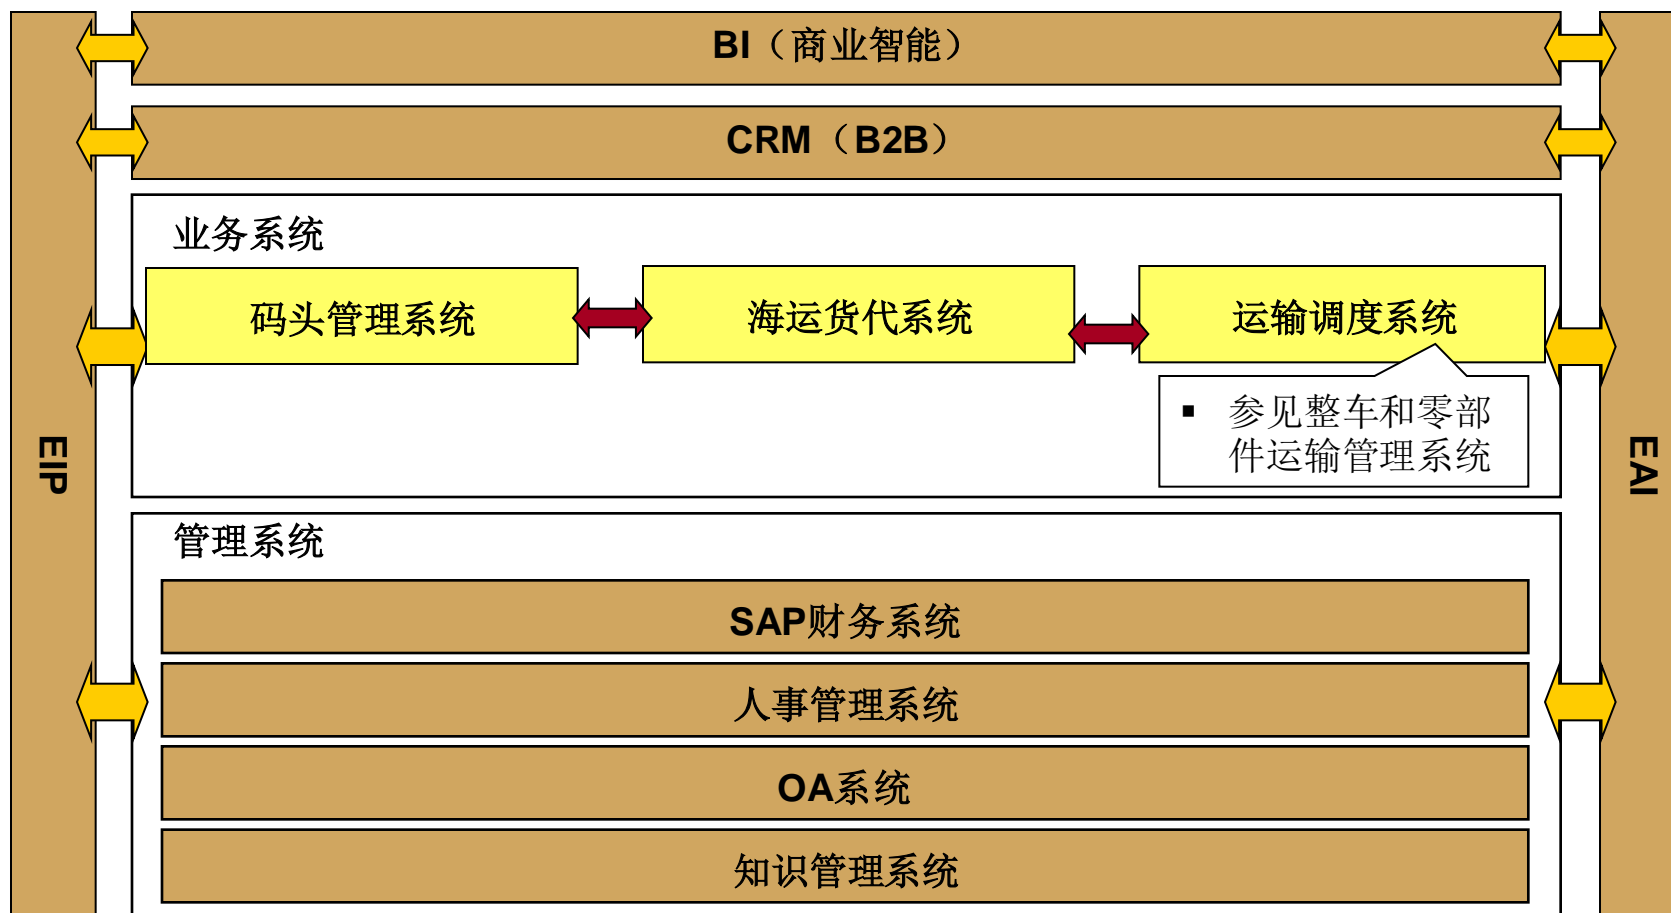 BI（商业智能）
CRM（B2B）
业务系统
码头管理系统
海运货代系统
运输调度系统
▪ 参见整车和零部
件运输管理系统
EIP
EAI
管理系统
SAP财务系统
人事管理系统
OA系统
知识管理系统